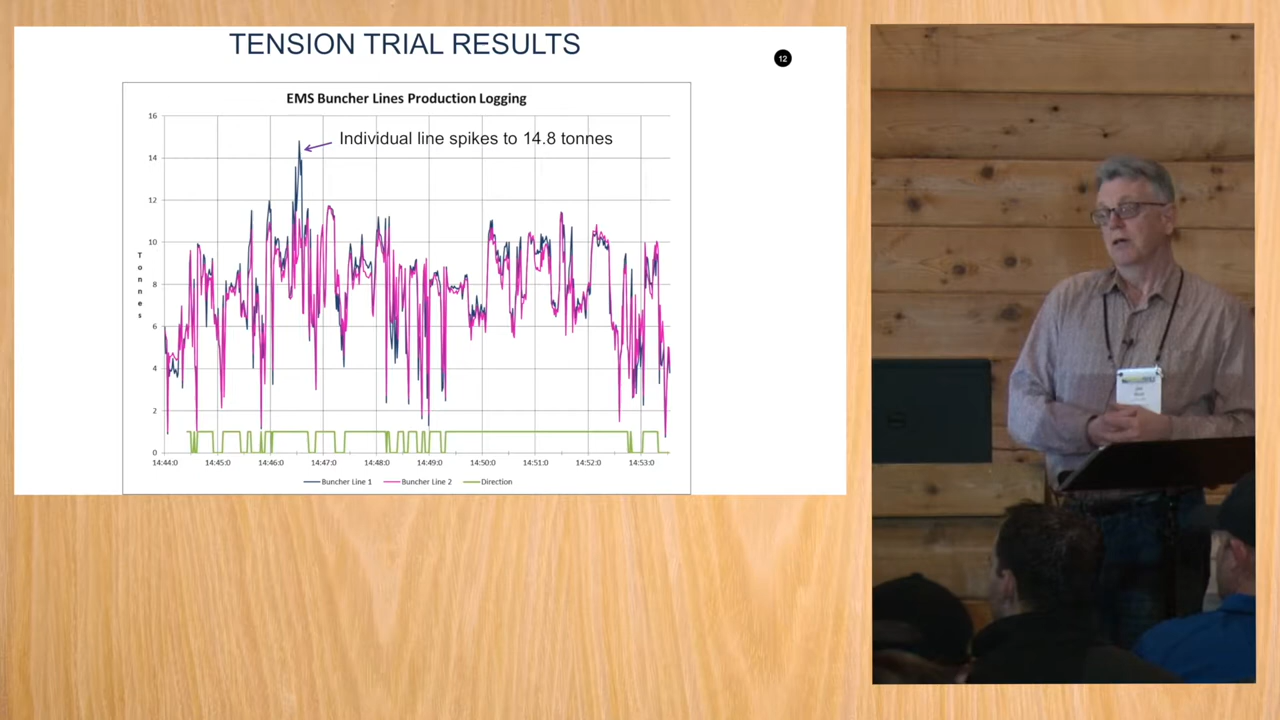 TENSION TRIAL RESULTS
12
EMS Buncher Lines Production Logging
Individual line spikes to 14.8 tonnes
16
14
12
10
8
6
4
2
0
Tonnes
14:44:0 14:45:0 14:46:0 14:47:0 14:48:0 14:49:0 14:50:0 14:51:0 14:52:0 14:53:0
Buncher Line 1 Buncher Line 2 Direction